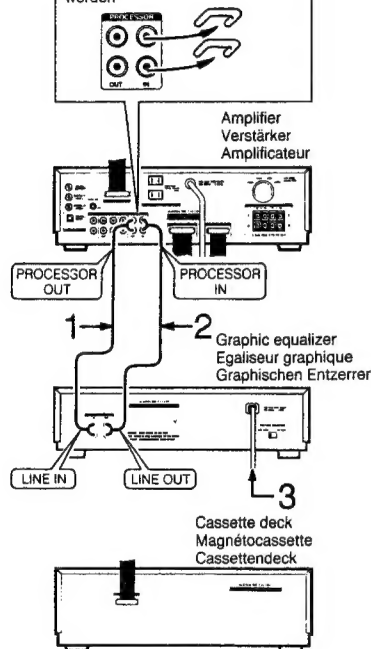 werden
PROCESSOR
OUT IN
Amplifier
Verstärker
Amplificateur
PROCESSOR
OUT
PROCESSOR
IN
1
2
Graphic equalizer
Egaliseur graphique
Graphischen Entzerrer
LINE IN
LINE OUT
3
Cassette deck
Magnétocassette
Cassettendeck